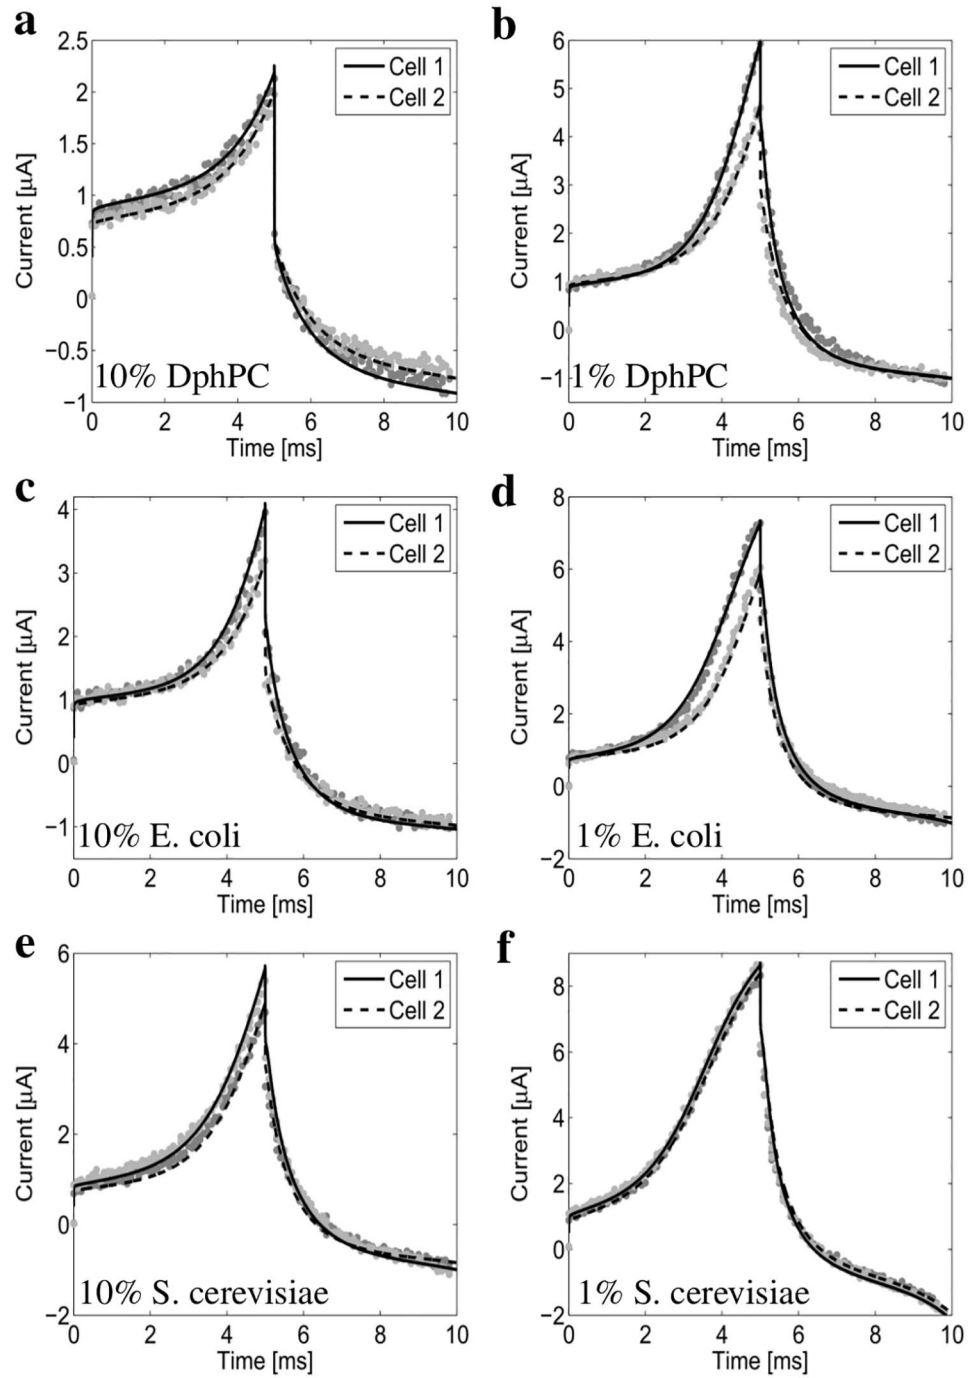 a
2.5
2
1.5
1
0.5
0
−0.5
−1
Current [µA]
Cell 1
Cell 2
10% DphPC
0 2 4 6 8 10
Time [ms]
b
6
5
4
3
2
1
0
−1
Current [µA]
Cell 1
Cell 2
1% DphPC
0 2 4 6 8 10
Time [ms]
c
4
3
2
1
0
−1
Current [µA]
Cell 1
Cell 2
10% E. coli
0 2 4 6 8 10
Time [ms]
d
8
6
4
2
0
−2
Current [µA]
Cell 1
Cell 2
1% E. coli
0 2 4 6 8 10
Time [ms]
e
6
4
2
0
−2
Current [µA]
Cell 1
Cell 2
10% S. cerevisiae
0 2 4 6 8 10
Time [ms]
f
8
6
4
2
0
−2
Current [µA]
Cell 1
Cell 2
1% S. cerevisiae
0 2 4 6 8 10
Time [ms]